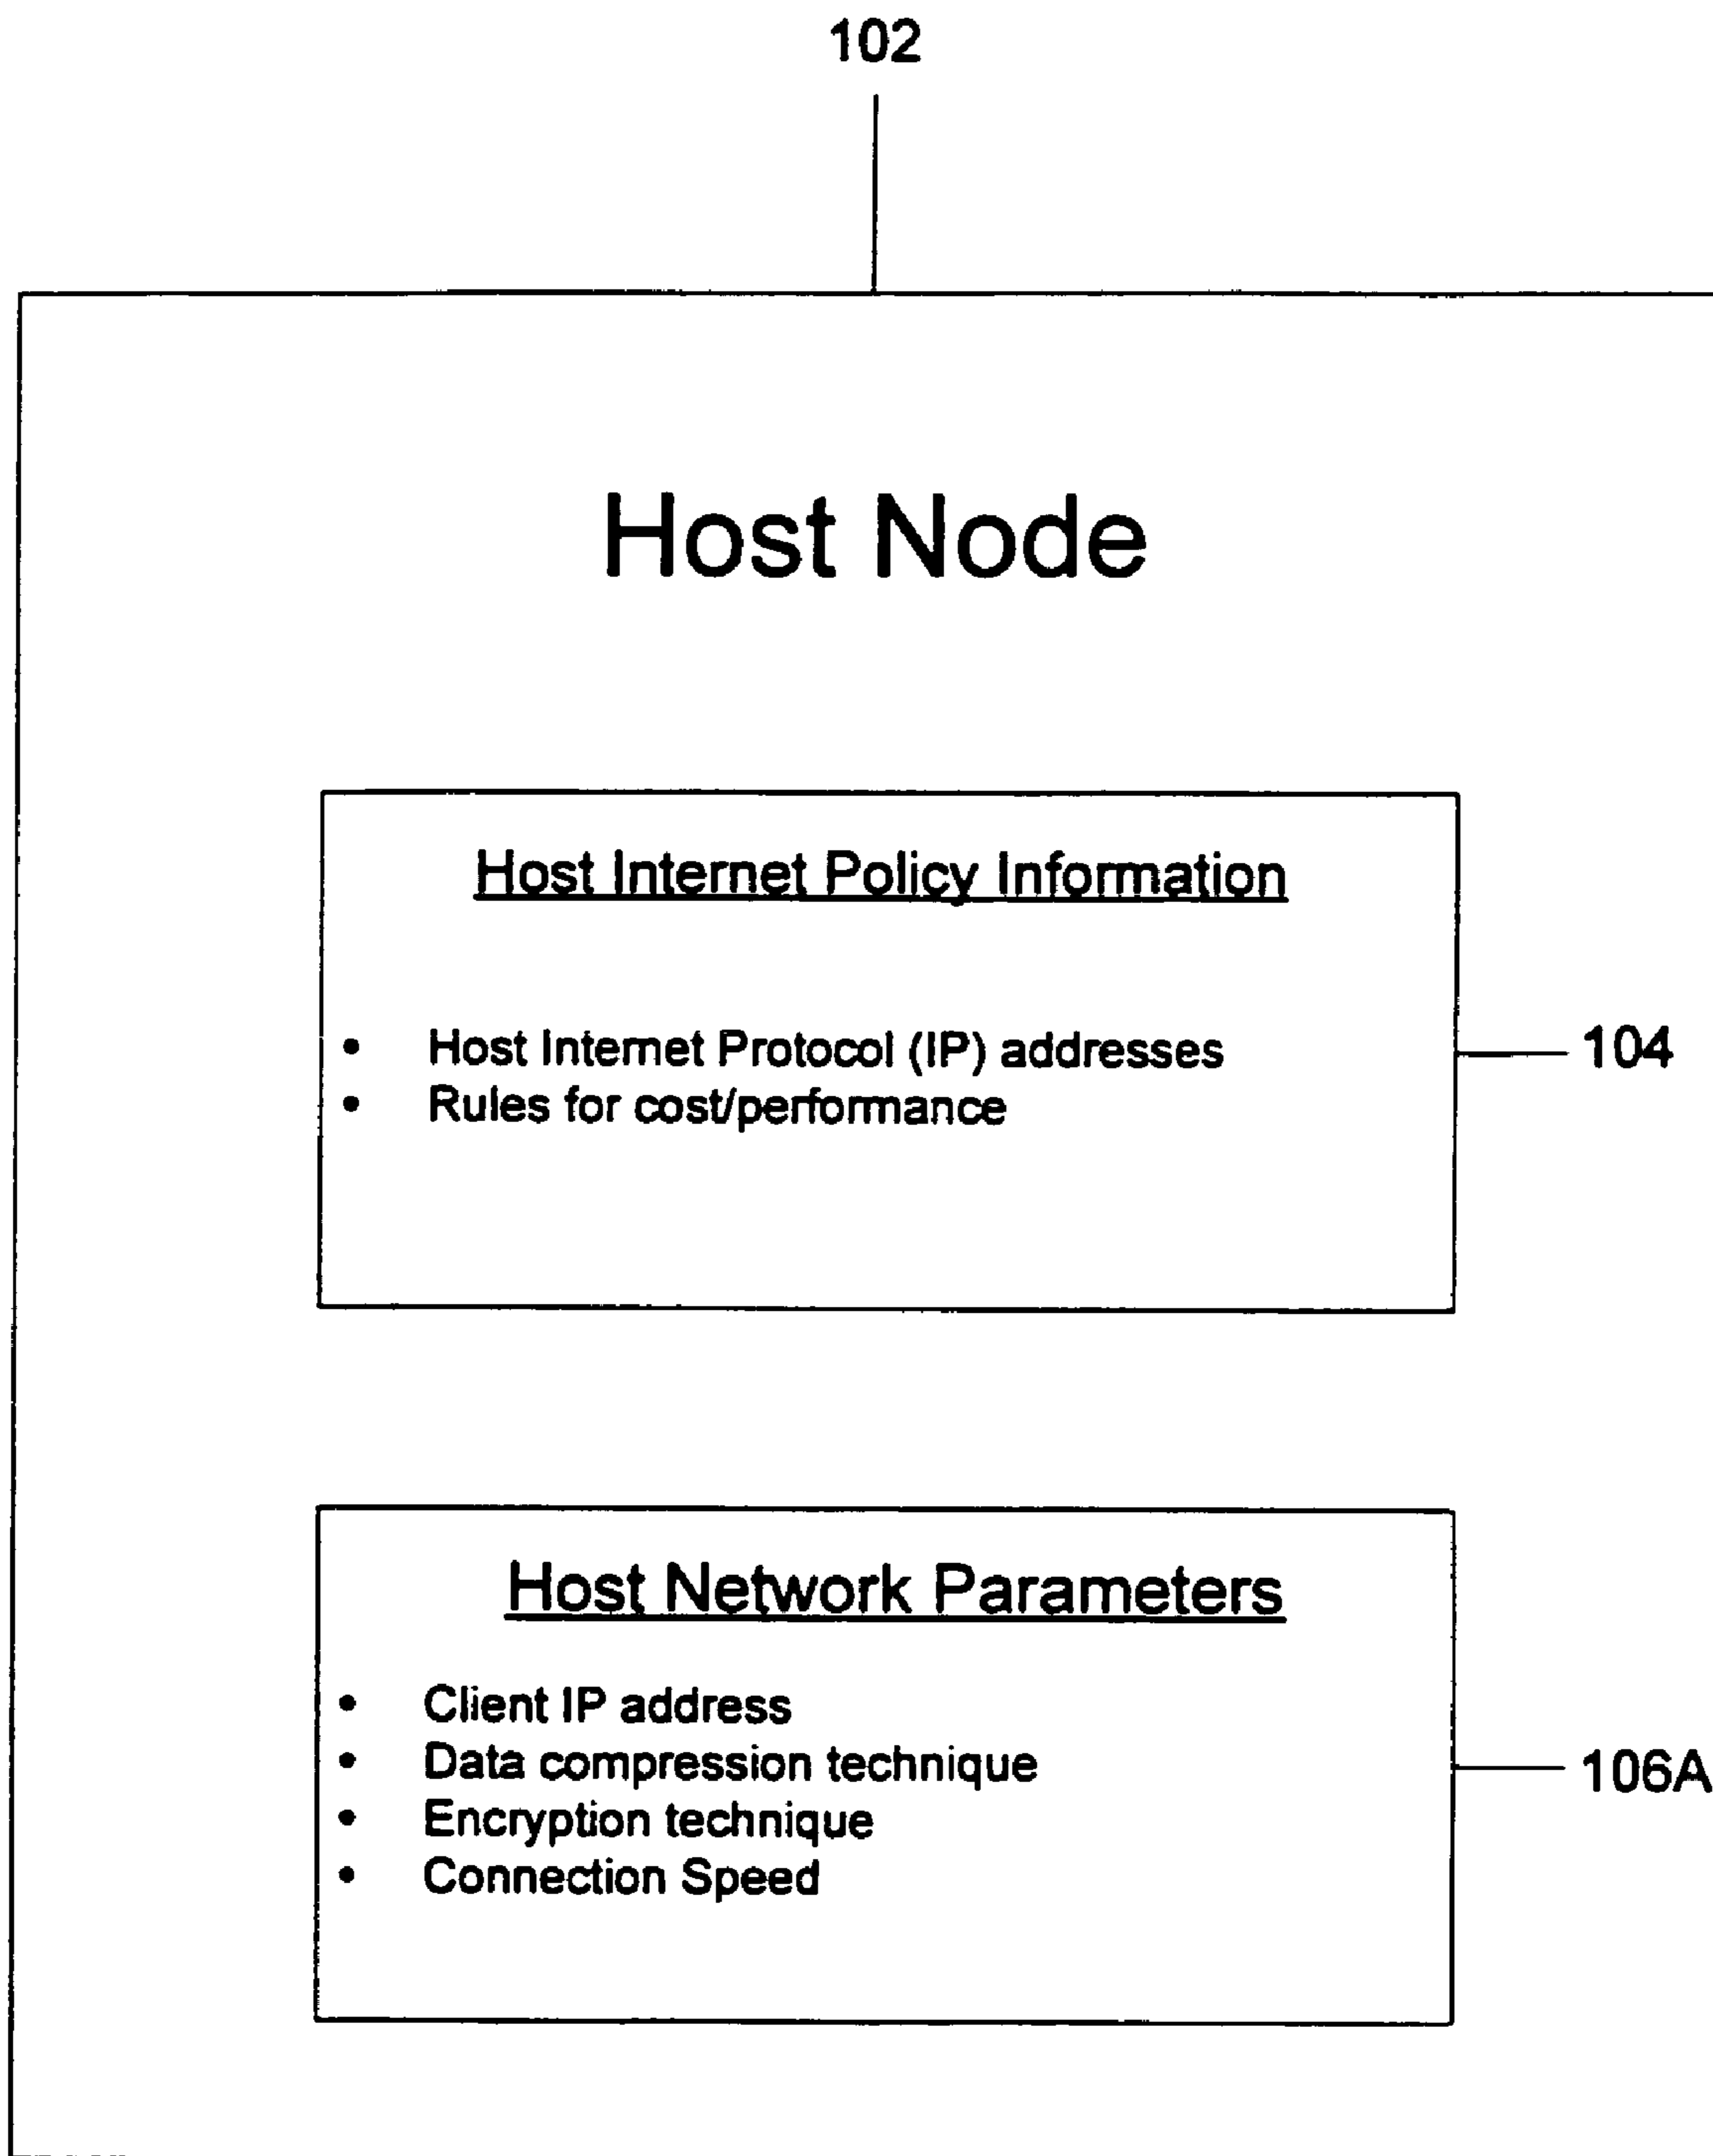 102
Host Node
Host Internet Policy Information
• Host Internet Protocol (IP) addresses
• Rules for cost/performance
104
Host Network Parameters
• Client IP address
• Data compression technique
• Encryption technique
• Connection Speed
106A